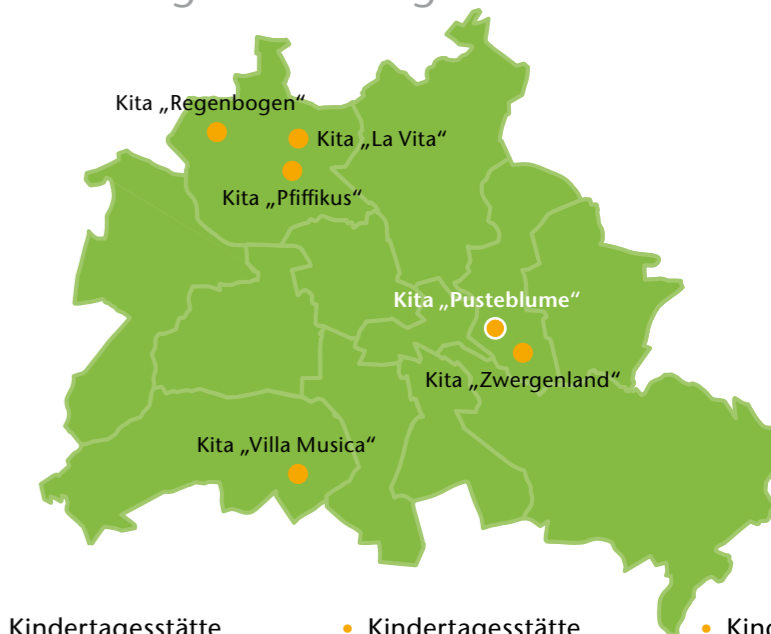 Kita „Regenbogen“
Kita „La Vita“
Kita „Pfiffikus“
Kita „Pusteblume“
Kita „Zwergenland“
Kita „Villa Musica“
Kindertagesstätte
• Kindertagesstätte